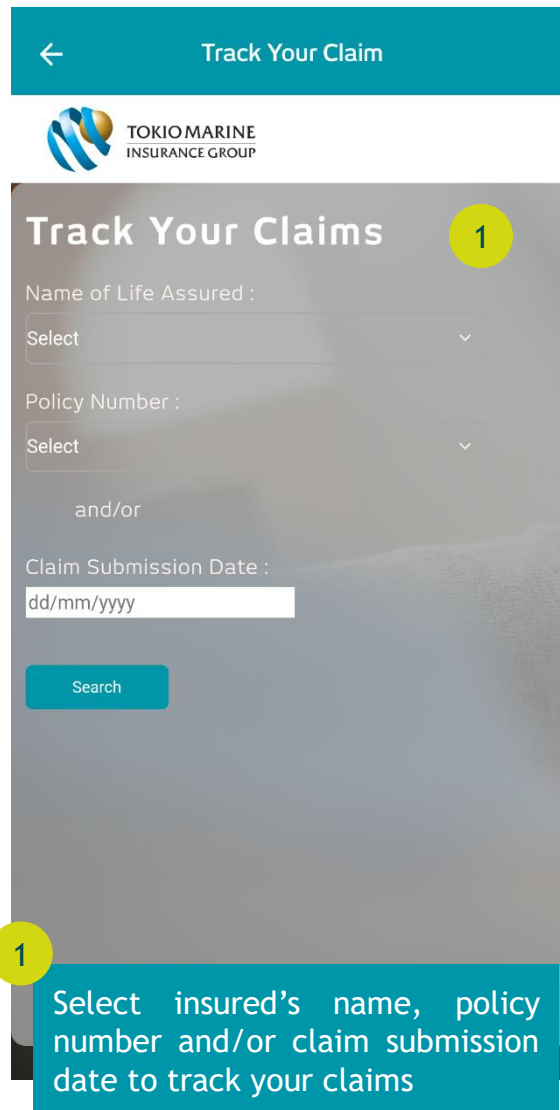 Track Your Claim
TOKIO MARINE
INSURANCE GROUP
Track Your Claims
1
Name of Life Assured :
Select
Policy Number :
Select
and/or
Claim Submission Date :
dd/mm/yyyy
Search
1
Select insured’s name, policy
number and/or claim submission
date to track your claims